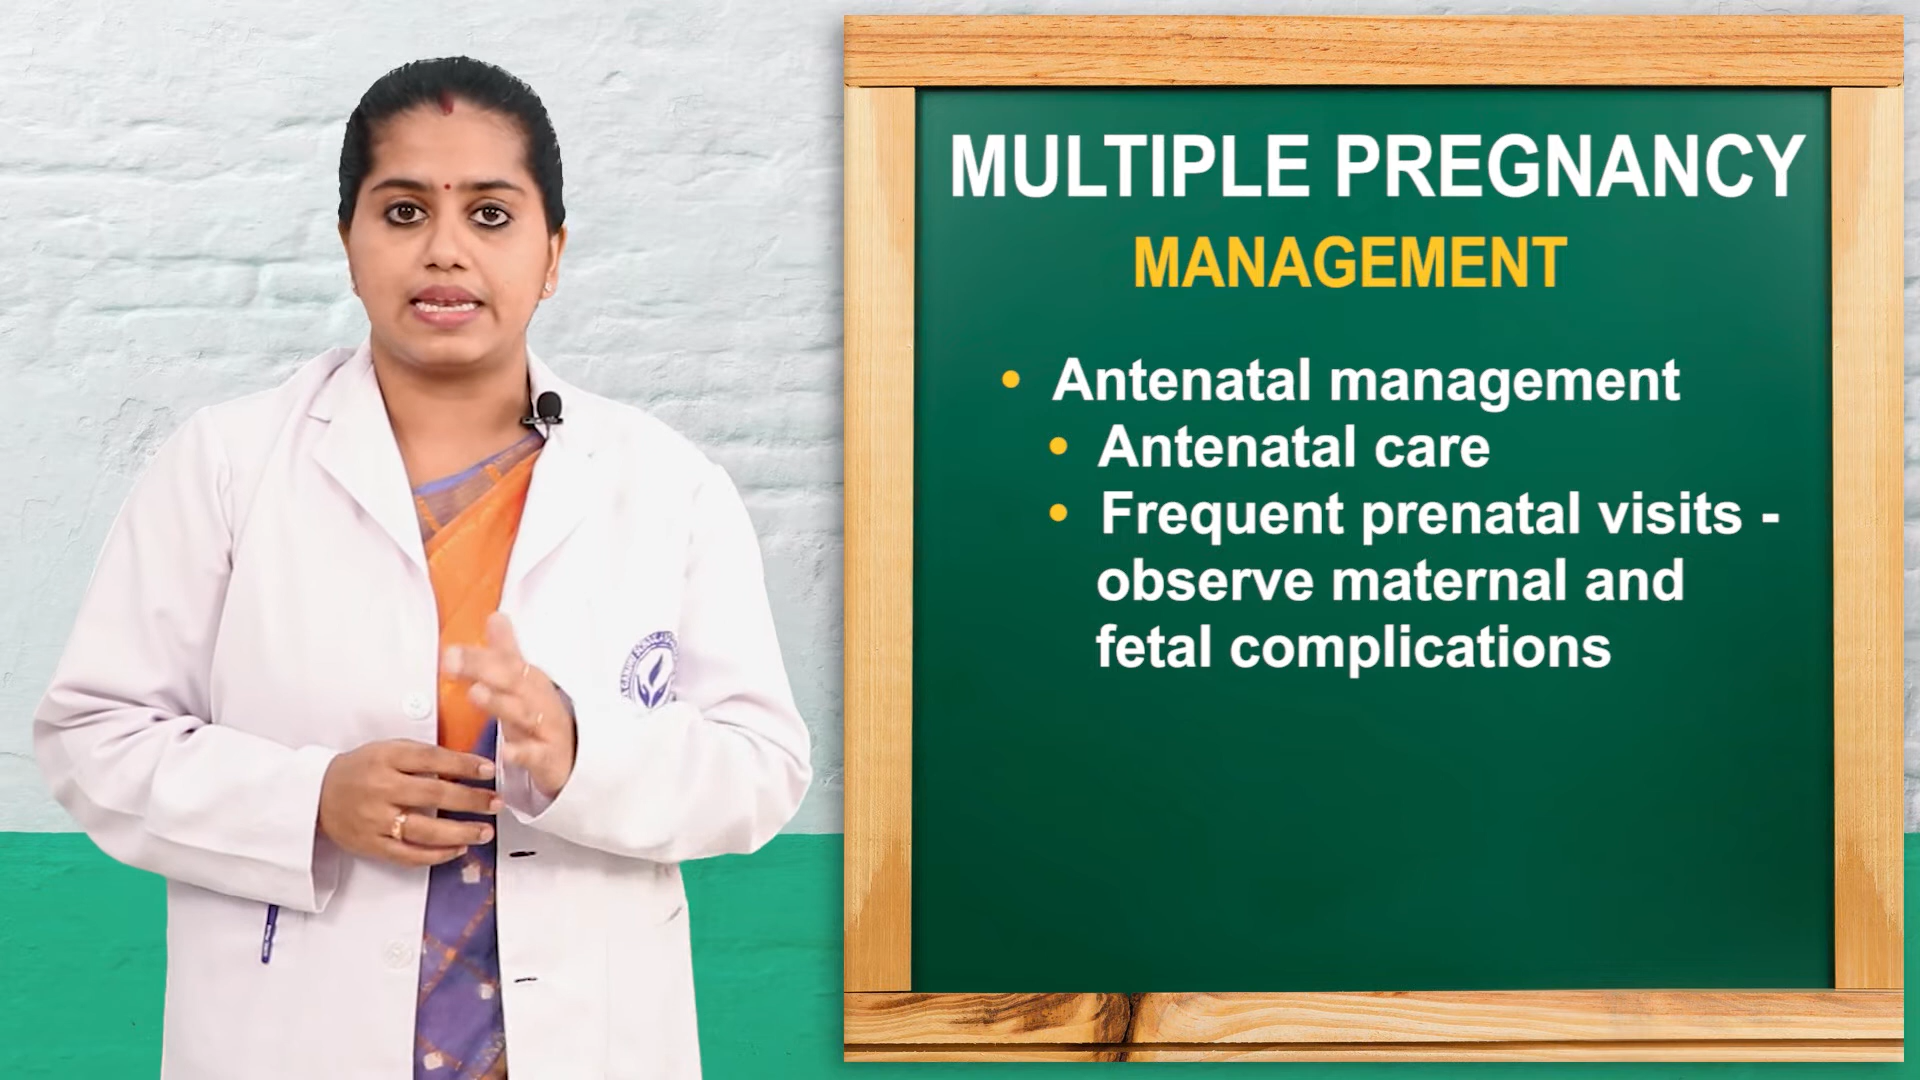 MULTIPLE PREGNANCY
MANAGEMENT
• Antenatal management
• Antenatal care
• Frequent prenatal visits -
observe maternal and
fetal complications